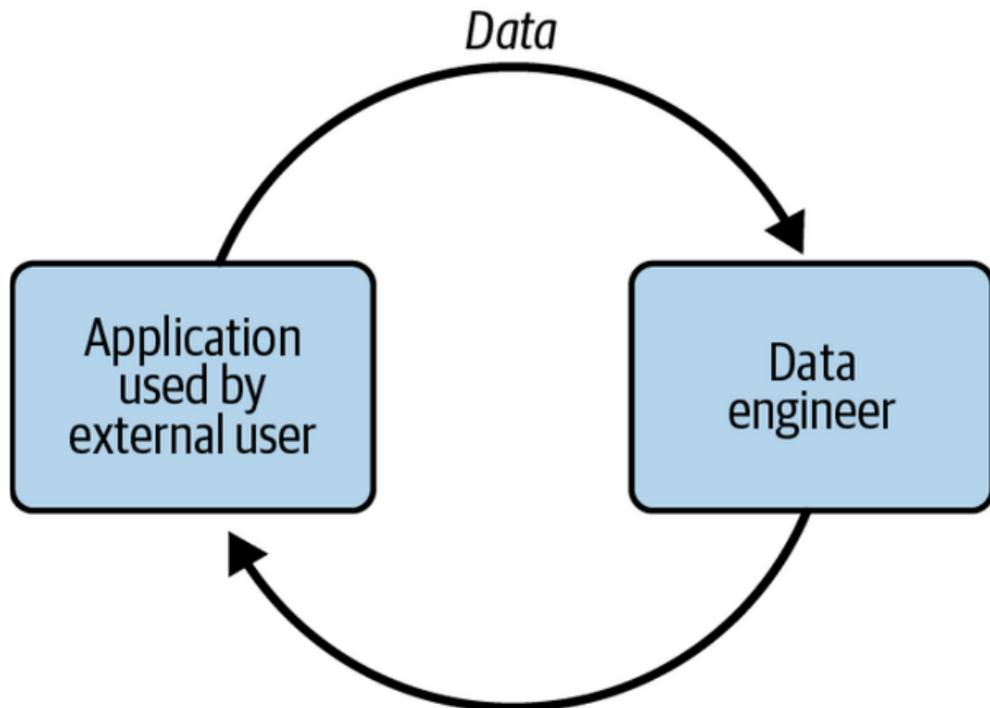 Data
Application
used by
external user
Data
engineer